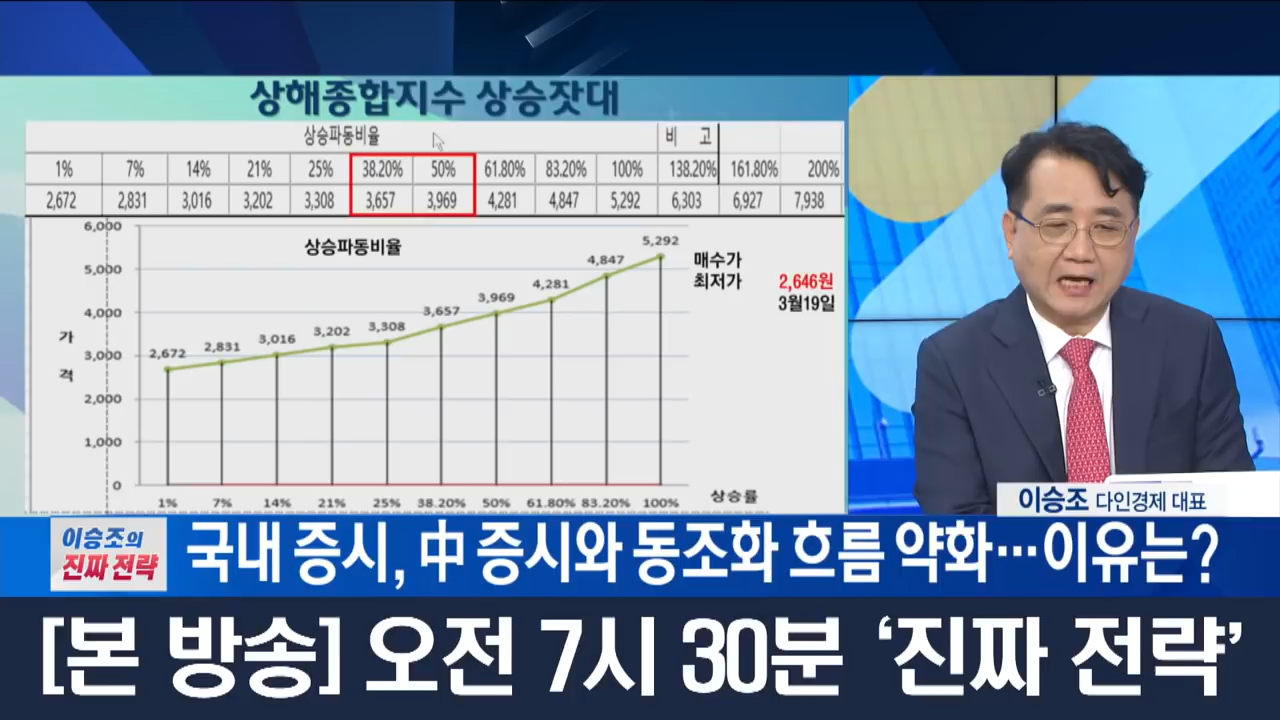 상해종합지수 상승잣대
상승파동비율 비 고
1% 7% 14% 21% 25% 38.20% 50% 61.80% 83.20% 100% 138.20% 161.80% 200%
2,672 2,831 3,016 3,202 3,308 3,657 3,969 4,281 4,847 5,292 6,303 6,927 7,938
상승파동비율
매수가
최저가 2,646원
3월19일
가격
6,000
5,000
4,000
3,000
2,000
1,000
0
2,672 2,831 3,016 3,202 3,308 3,657 3,969 4,281 4,847 5,292
1% 7% 14% 21% 25% 38.20% 50% 61.80% 83.20% 100%
상승률
이승조 다인경제 대표
이승조의
진짜 전략
국내 증시, 中 증시와 동조화 흐름 약화…이유는?
[본 방송] 오전 7시 30분 ‘진짜 전략’